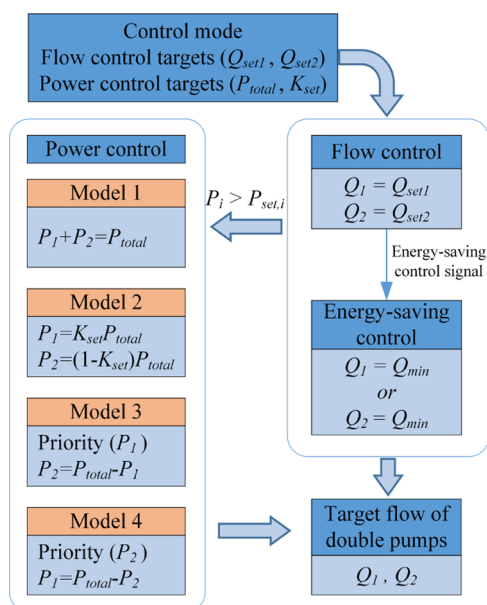 Control mode
Flow control targets (Qset1 , Qset2)
Power control targets (Ptotal , Kset)
Power control
Model 1
P1+P2=Ptotal
Model 2
P1=KsetPtotal
P2=(1-Kset)Ptotal
Model 3
Priority (P1)
P2=Ptotal-P1
Model 4
Priority (P2)
P1=Ptotal-P2
Pi > Pset,i
Flow control
Q1 = Qset1
Q2 = Qset2
Energy-saving
control signal
Energy-saving
control
Q1 = Qmin
or
Q2 = Qmin
Target flow of
double pumps
Q1 , Q2